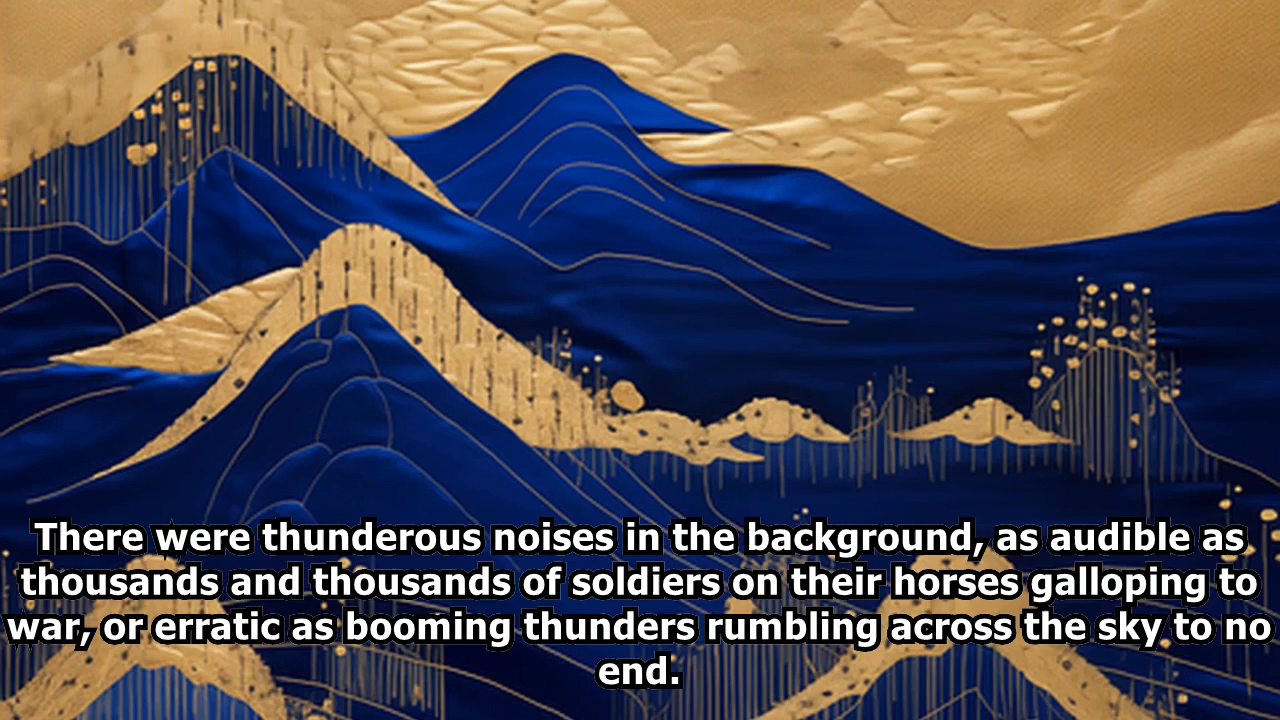 There were thunderous noises in the background, as audible as
thousands and thousands of soldiers on their horses galloping to
war, or erratic as booming thunders rumbling across the sky to no
end.